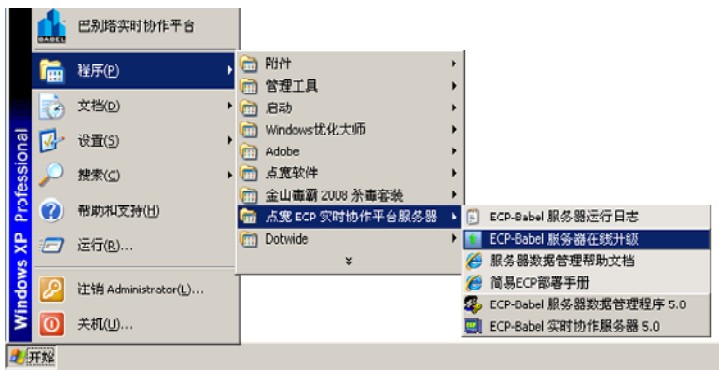 BABEL
巴别塔实时协作平台
程序(P)
文档(D)
设置(S)
搜索(C)
帮助和支持(H)
运行(R)...
注销 Administrator(L)...
关机(U)...
Windows XP Professional
开始
附件
管理工具
启动
Windows优化大师
Adobe
点宽软件
金山毒霸 2008 杀毒套装
点宽 ECP 实时协作平台服务器
Dotwide
ECP-Babel 服务器运行日志
ECP-Babel 服务器在线升级
服务器数据管理帮助文档
简易ECP部署手册
ECP-Babel 服务器数据管理程序 5.0
ECP-Babel 实时协作服务器 5.0